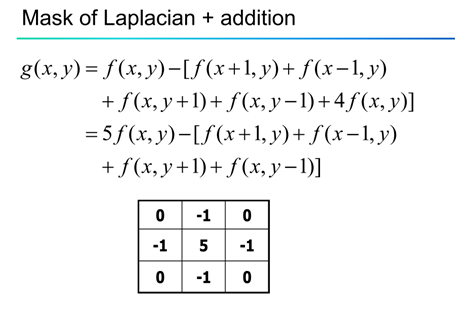 Mask of Laplacian + addition
g(x, y) = f(x, y) − [f(x+1, y) + f(x−1, y)
+ f(x, y+1) + f(x, y−1) + 4f(x, y)]
= 5f(x, y) − [f(x+1, y) + f(x−1, y)
+ f(x, y+1) + f(x, y−1)]
0 -1 0
-1 5 -1
0 -1 0